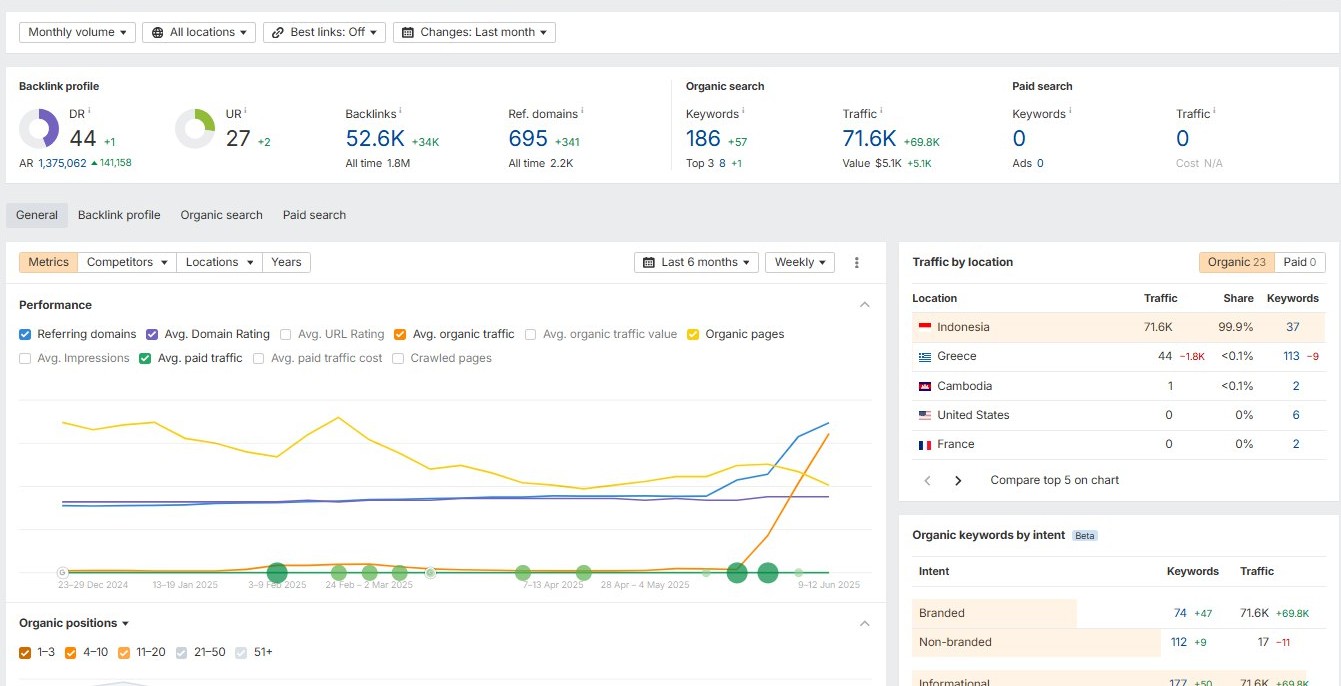 Monthly volume All locations Best links: Off Changes: Last month
Backlink profile
DR 44 +1
AR 1,375,062 141,158
UR 27 +2
Backlinks
52.6K +34K
All time 1.8M
Ref. domains
695 +341
All time 2.2K
Organic search
Keywords
186 +57
Top 3 8 +1
Traffic
71.6K +69.8K
Value $5.1K +5.1K
Paid search
Keywords
0
Ads 0
Traffic
0
Cost N/A
General Backlink profile Organic search Paid search
Metrics Competitors Locations Years Last 6 months Weekly
Performance
Referring domains Avg. Domain Rating Avg. URL Rating Avg. organic traffic Avg. organic traffic value Organic pages
Avg. Impressions Avg. paid traffic Avg. paid traffic cost Crawled pages
23–29 Dec 2024 13–19 Jan 2025 3–9 Feb 2025 24 Feb – 2 Mar 2025 7–13 Apr 2025 28 Apr – 4 May 2025 9–12 Jun 2025
Organic positions
1–3 4–10 11–20 21–50 51+
Traffic by location Organic 23 Paid 0
Location Traffic Share Keywords
Indonesia 71.6K 99.9% 37
Greece 44 −1.8K <0.1% 113 −9
Cambodia 1 <0.1% 2
United States 0 0% 6
France 0 0% 2
Compare top 5 on chart
Organic keywords by intent Beta
Intent Keywords Traffic
Branded 74 +47 71.6K +69.8K
Non-branded 112 +9 17 −11
Informational 177 +50 71.6K +69.8K